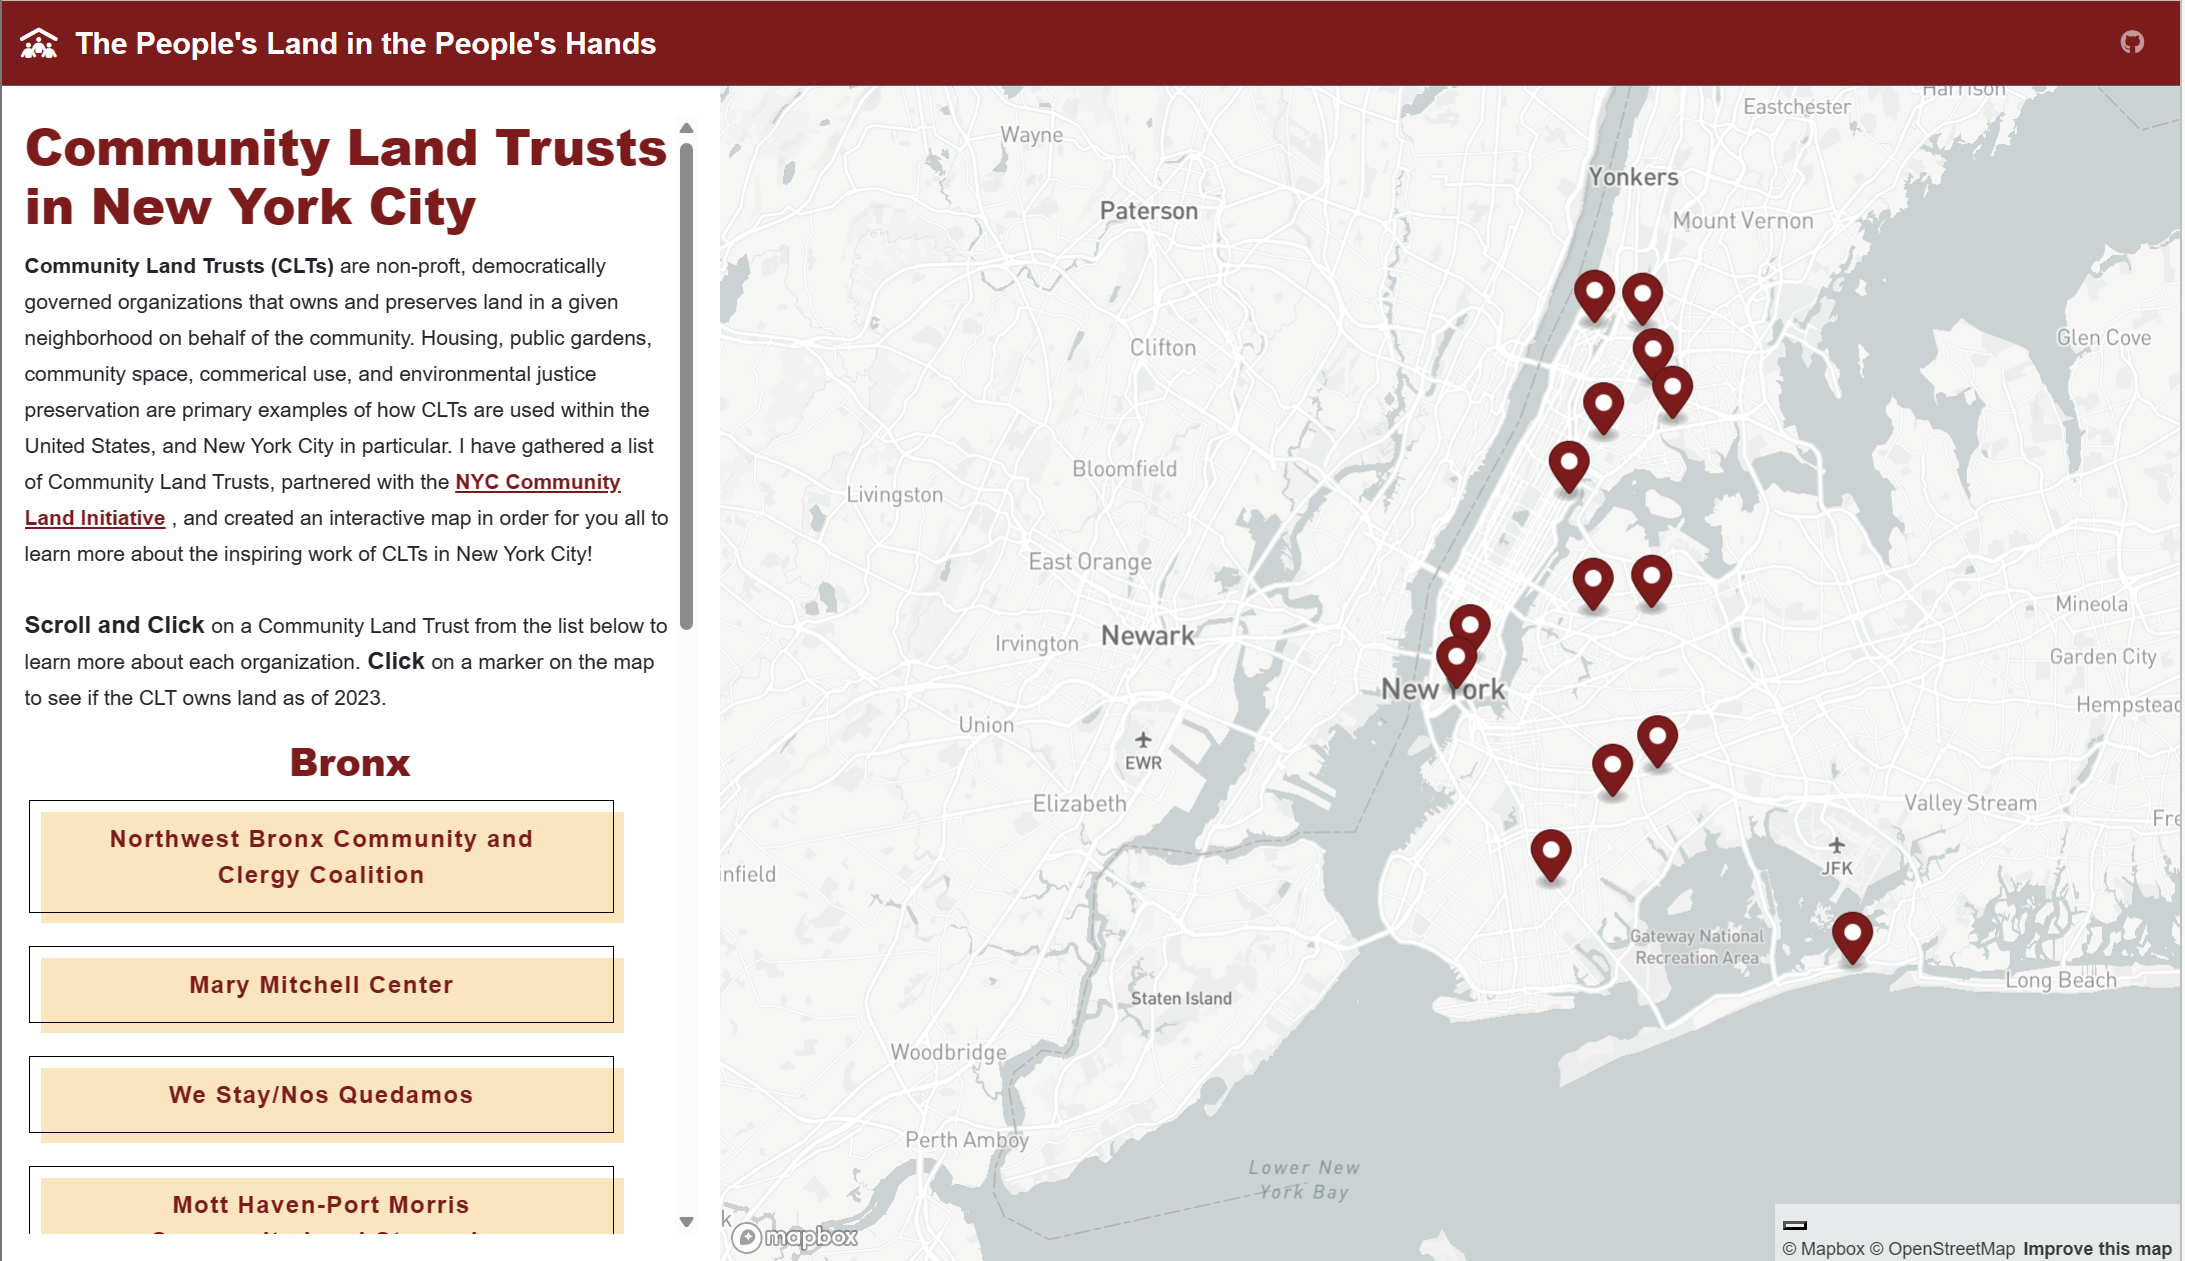 The People's Land in the People's Hands
Community Land Trusts
in New York City
Community Land Trusts (CLTs) are non-proft, democratically
governed organizations that owns and preserves land in a given
neighborhood on behalf of the community. Housing, public gardens,
community space, commerical use, and environmental justice
preservation are primary examples of how CLTs are used within the
United States, and New York City in particular. I have gathered a list
of Community Land Trusts, partnered with the NYC Community
Land Initiative , and created an interactive map in order for you all to
learn more about the inspiring work of CLTs in New York City!
Scroll and Click on a Community Land Trust from the list below to
learn more about each organization. Click on a marker on the map
to see if the CLT owns land as of 2023.
Bronx
Northwest Bronx Community and
Clergy Coalition
Mary Mitchell Center
We Stay/Nos Quedamos
Mott Haven-Port Morris
Harrison
Eastchester
Wayne
Yonkers
Paterson
Mount Vernon
Glen Cove
Clifton
Bloomfield
Livingston
East Orange
Mineola
Newark
Irvington
Garden City
New York
Hempstead
Union
EWR
Elizabeth
Valley Stream
Fre
JFK
nfield
Gateway National
Recreation Area
Long Beach
Staten Island
Woodbridge
Perth Amboy
Lower New
York Bay
k
mapbox
© Mapbox © OpenStreetMap Improve this map